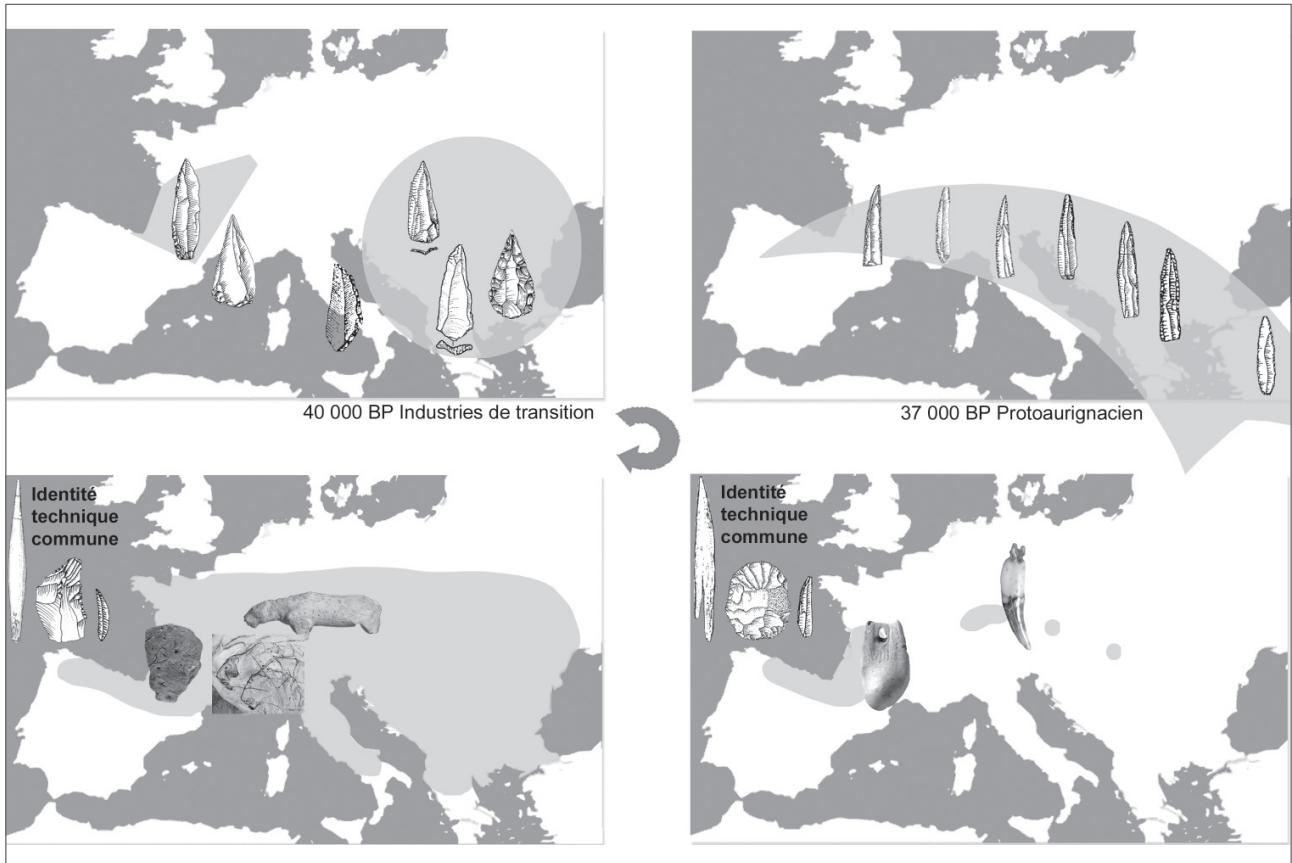 40 000 BP Industries de transition
37 000 BP Protoaurignacien
Identité
technique
commune
Identité
technique
commune